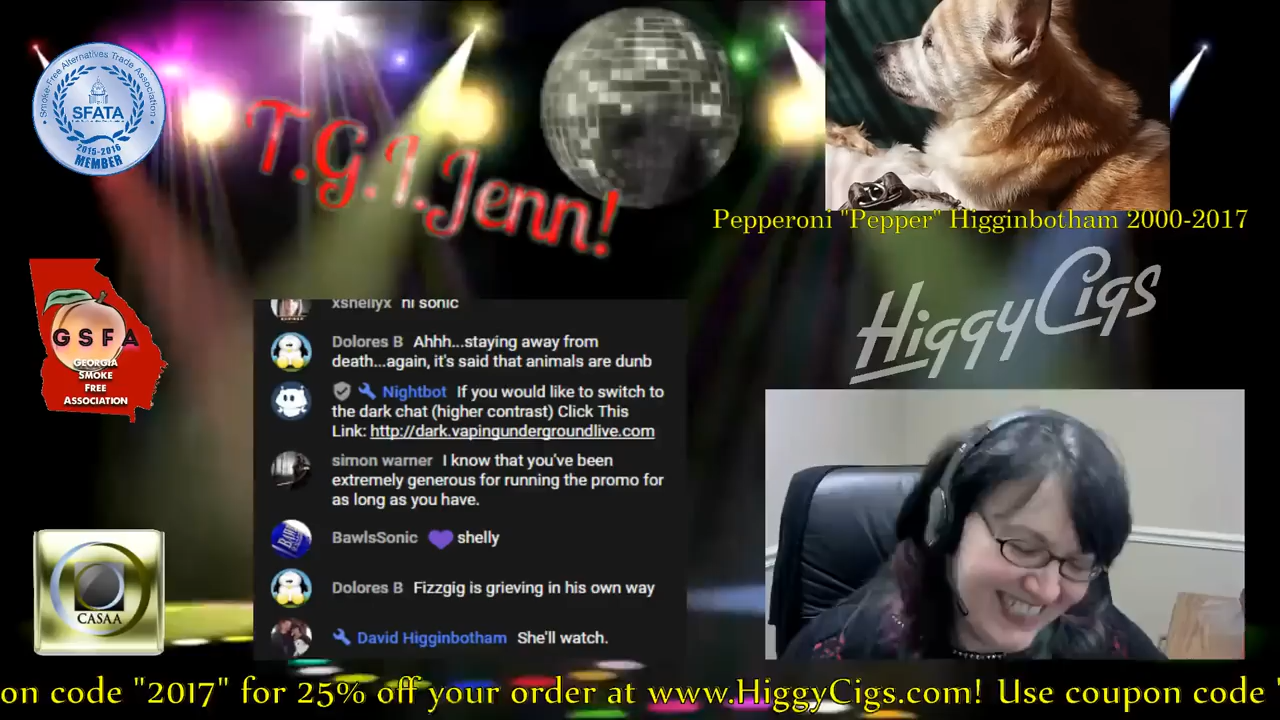 Smoke-Free Alternatives Trade Association
SFATA
2015-2016
MEMBER
T.G.I.Jenn!
Pepperoni "Pepper" Higginbotham 2000-2017
HiggyCigs
GSFA
GEORGIA
SMOKE
FREE
ASSOCIATION
CASAA
xshellyx hi sonic
Dolores B Ahhh...staying away from
death...again, it's said that animals are dunb
Nightbot If you would like to switch to
the dark chat (higher contrast) Click This
Link: http://dark.vapingundergroundlive.com
simon warner I know that you've been
extremely generous for running the promo for
as long as you have.
BawlsSonic 💜 shelly
Dolores B Fizzgig is grieving in his own way
David Higginbotham She'll watch.
on code "2017" for 25% off your order at www.HiggyCigs.com! Use coupon code "